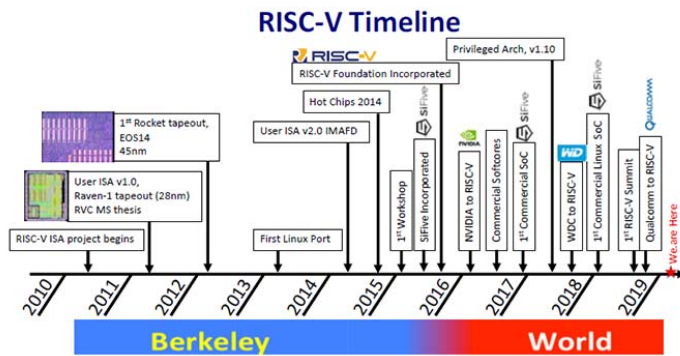 RISC-V Timeline
RISC-V
Privileged Arch, v1.10
RISC-V Foundation Incorporated
Hot Chips 2014
1st Rocket tapeout,
EOS14
45nm
User ISA v2.0 IMAFD
User ISA v1.0,
Raven-1 tapeout (28nm)
RVC MS thesis
RISC-V ISA project begins
First Linux Port
1st Workshop
SiFive
SiFive Incorporated
NVIDIA
NVIDIA to RISC-V
Commercial Softcores
SiFive
1st Commercial SoC
WD
WDC to RISC-V
SiFive
1st Commercial Linux SoC
1st RISC-V Summit
QUALCOMM
Qualcomm to RISC-V
We are Here
2010
2011
2012
2013
2014
2015
2016
2017
2018
2019
Berkeley
World